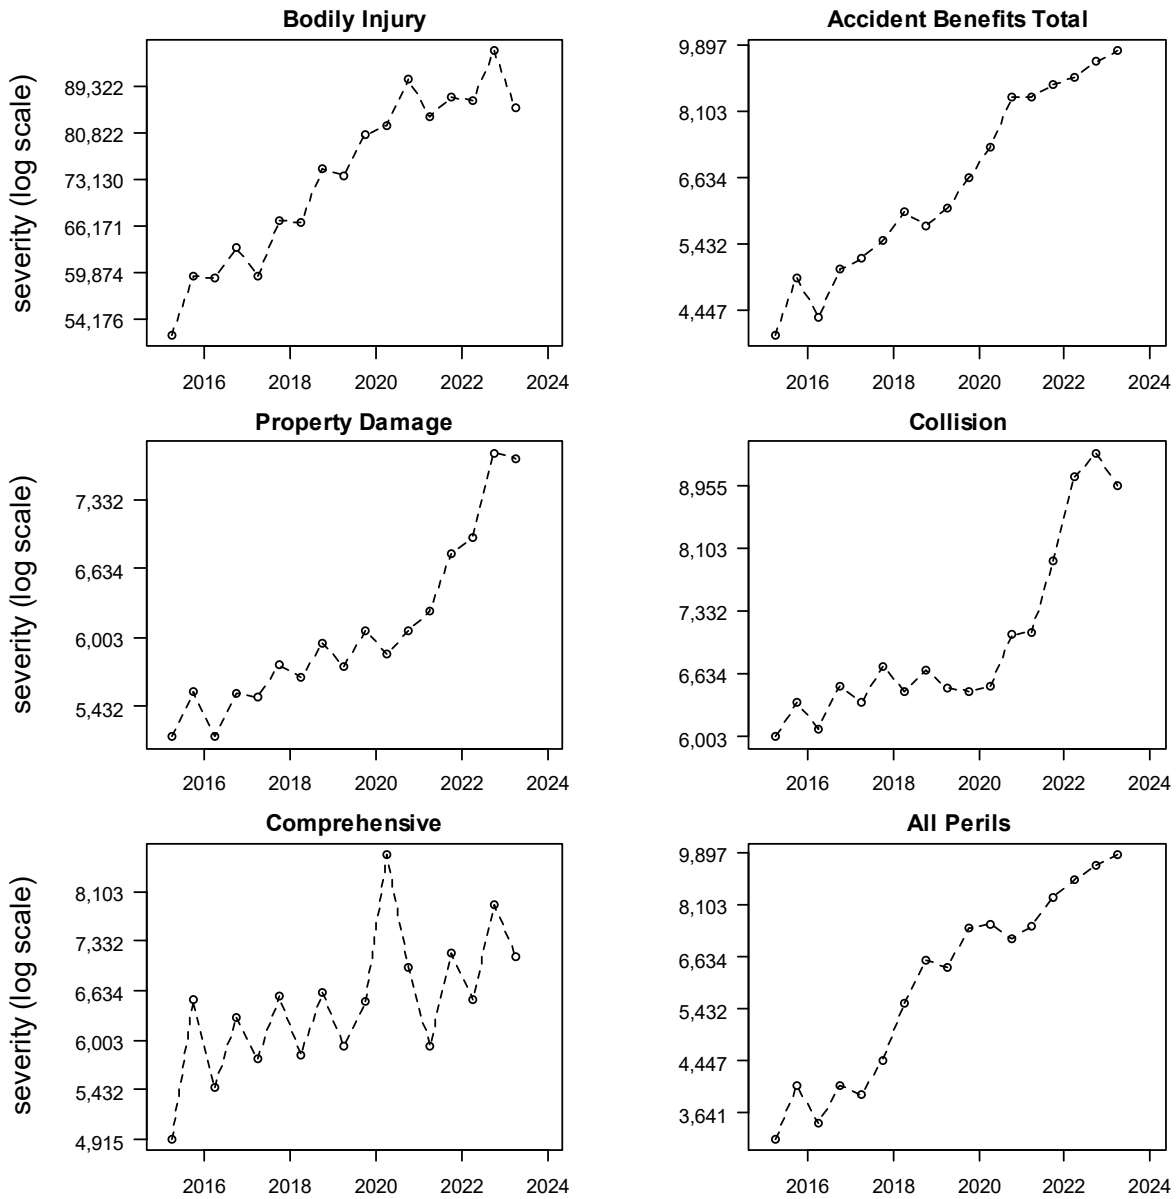 Bodily Injury
severity (log scale)
89,322
80,822
73,130
66,171
59,874
54,176
2016 2018 2020 2022 2024
Accident Benefits Total
9,897
8,103
6,634
5,432
4,447
2016 2018 2020 2022 2024
Property Damage
severity (log scale)
7,332
6,634
6,003
5,432
2016 2018 2020 2022 2024
Collision
8,955
8,103
7,332
6,634
6,003
2016 2018 2020 2022 2024
Comprehensive
severity (log scale)
8,103
7,332
6,634
6,003
5,432
4,915
2016 2018 2020 2022 2024
All Perils
9,897
8,103
6,634
5,432
4,447
3,641
2016 2018 2020 2022 2024